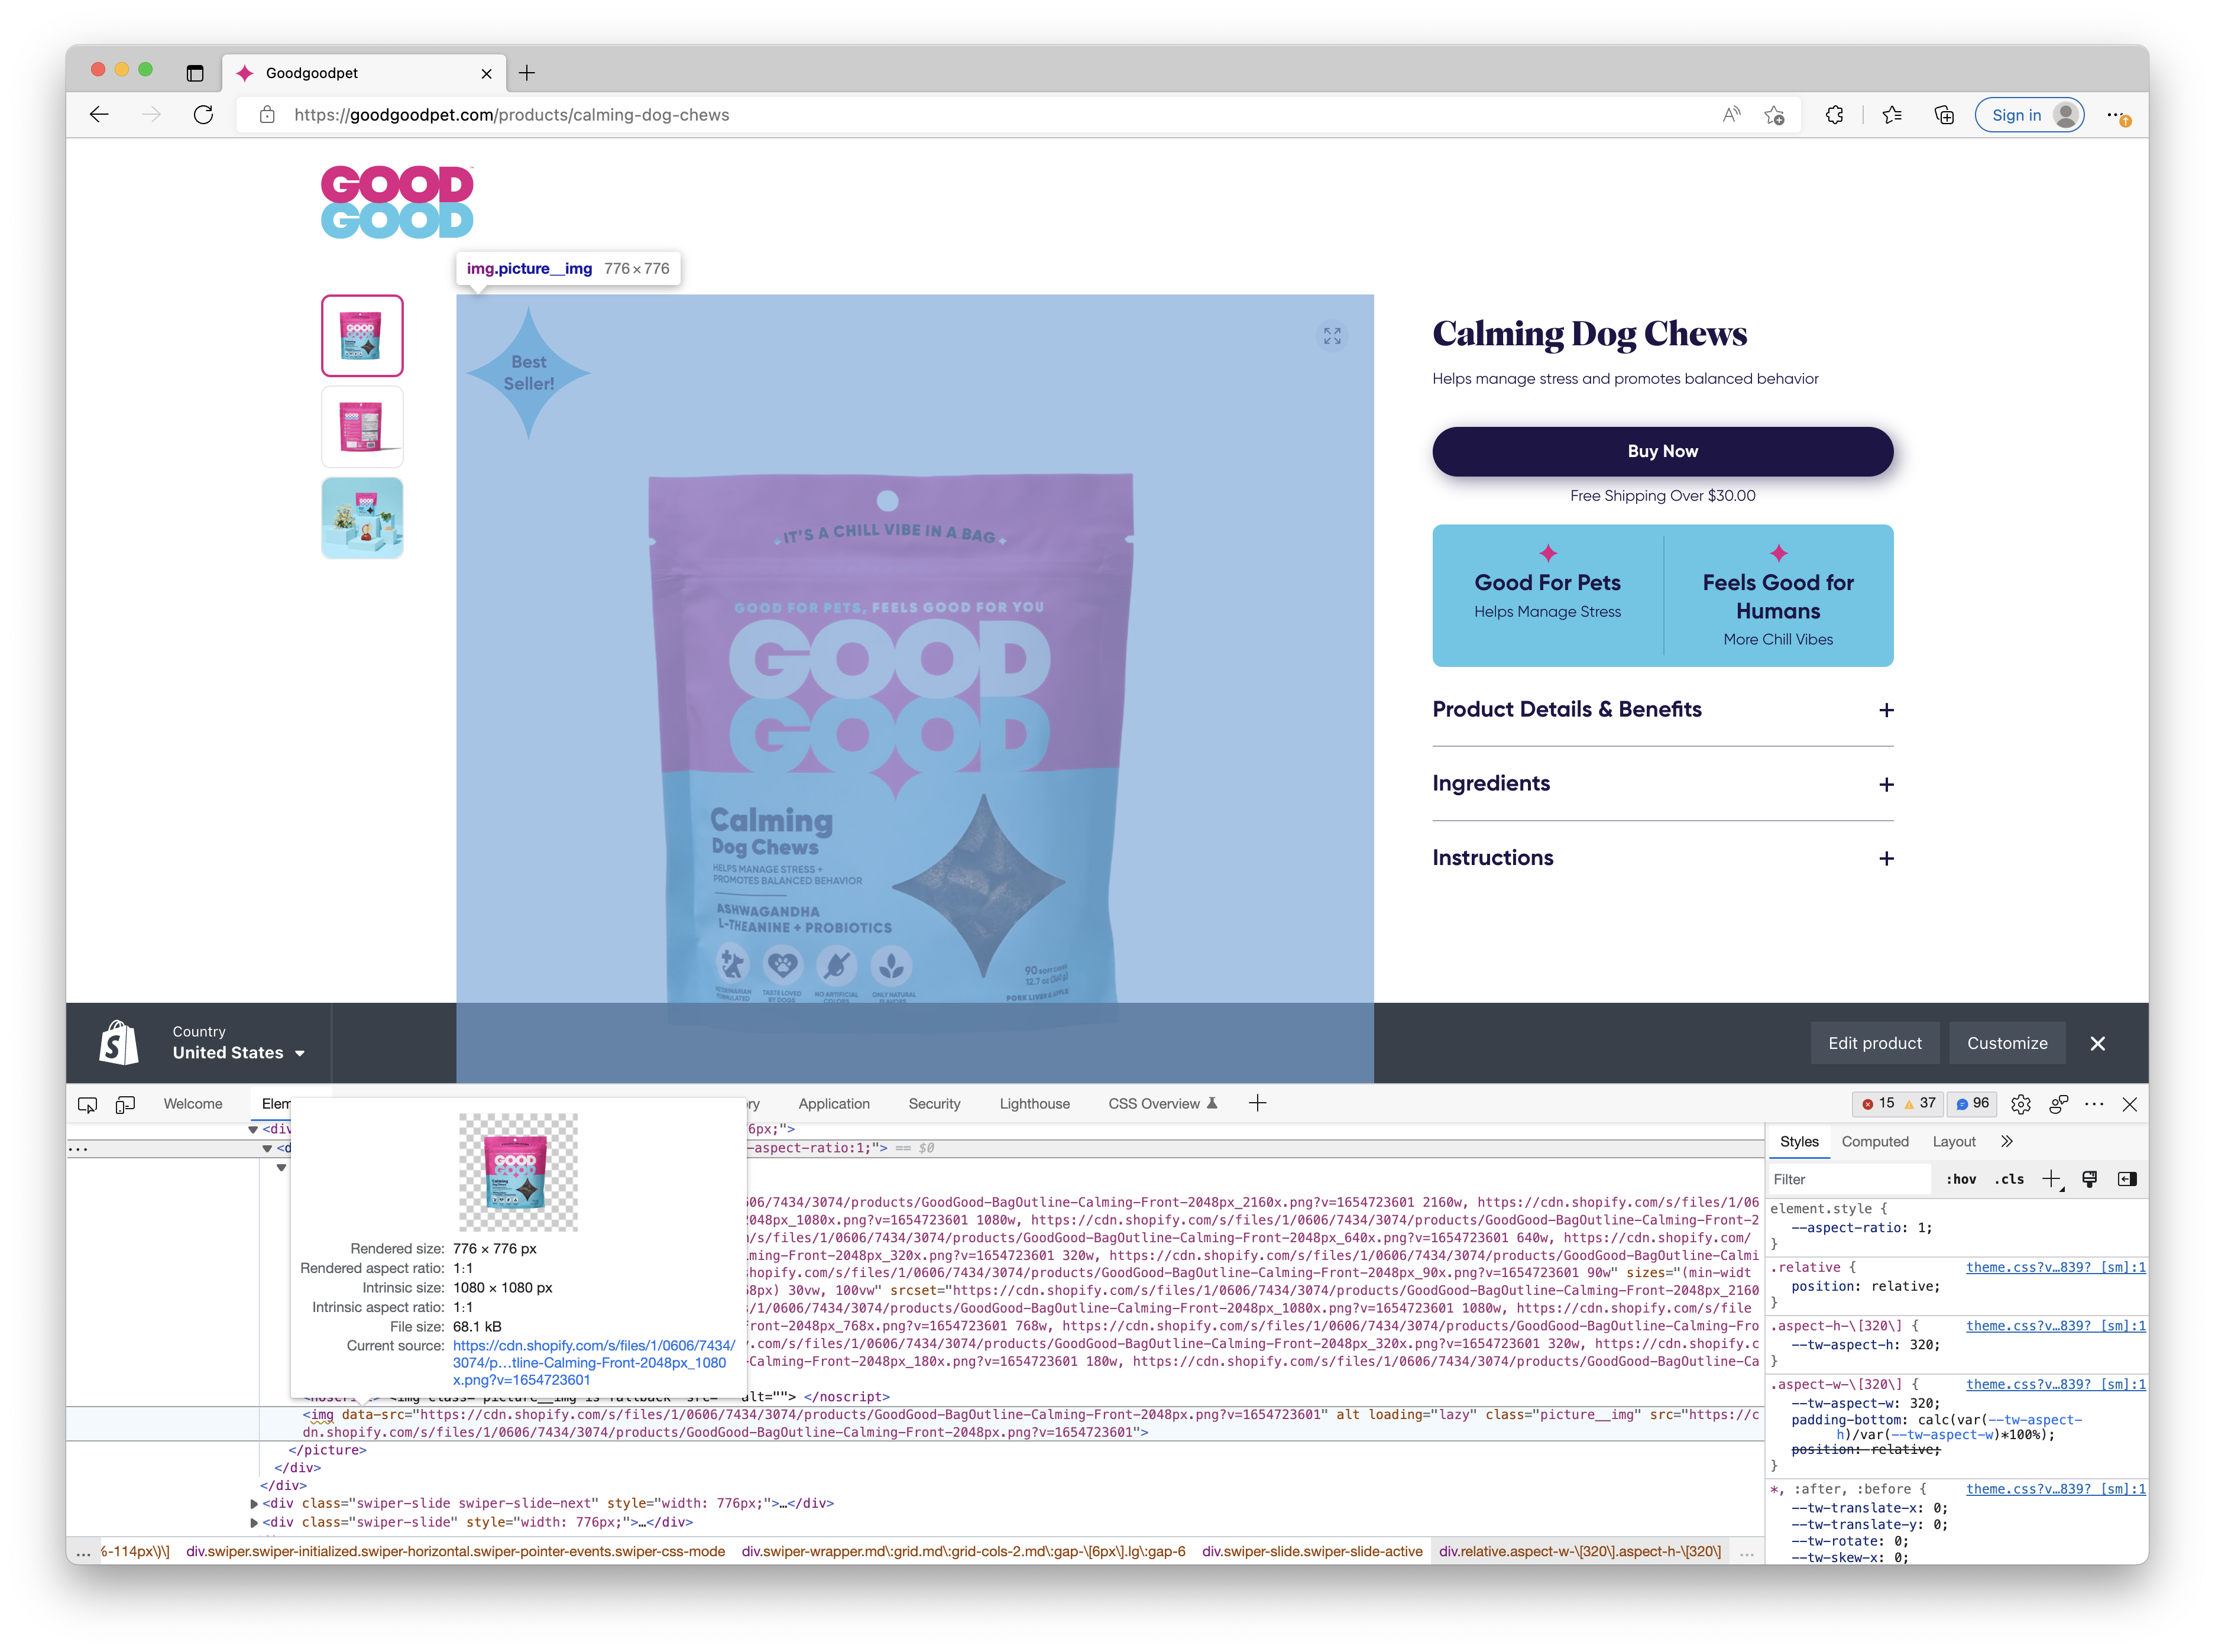 Goodgoodpet
https://goodgoodpet.com/products/calming-dog-chews
Sign in
GOOD
GOOD
img.picture__img 776×776
Best
Seller!
IT'S A CHILL VIBE IN A BAG
GOOD FOR PETS, FEELS GOOD FOR YOU
GOOD
GOOD
Calming
Dog Chews
HELPS MANAGE STRESS +
PROMOTES BALANCED BEHAVIOR
ASHWAGANDHA
L-THEANINE + PROBIOTICS
VETERINARIAN
FORMULATED
TASTE LOVED
BY DOGS
NO ARTIFICIAL
COLORS
ONLY NATURAL
FLAVORS
90 SOFT CHEWS
12.7 oz (360 g)
PORK LIVER & APPLE
Calming Dog Chews
Helps manage stress and promotes balanced behavior
Buy Now
Free Shipping Over $30.00
Good For Pets
Helps Manage Stress
Feels Good for
Humans
More Chill Vibes
Product Details & Benefits +
Ingredients +
Instructions +
Country
United States
Edit product
Customize
Welcome
Elem
ry
Application
Security
Lighthouse
CSS Overview
15 37 96
<div
6px;">
<d
-aspect-ratio:1;"> == $0
06/7434/3074/products/GoodGood-BagOutline-Calming-Front-2048px_2160x.png?v=1654723601 2160w, https://cdn.shopify.com/s/files/1/06
048px_1080x.png?v=1654723601 1080w, https://cdn.shopify.com/s/files/1/0606/7434/3074/products/GoodGood-BagOutline-Calming-Front-2
/s/files/1/0606/7434/3074/products/GoodGood-BagOutline-Calming-Front-2048px_640x.png?v=1654723601 640w, https://cdn.shopify.com/
ming-Front-2048px_320x.png?v=1654723601 320w, https://cdn.shopify.com/s/files/1/0606/7434/3074/products/GoodGood-BagOutline-Calmi
hopify.com/s/files/1/0606/7434/3074/products/GoodGood-BagOutline-Calming-Front-2048px_90x.png?v=1654723601 90w" sizes="(min-widt
8px) 30vw, 100vw" srcset="https://cdn.shopify.com/s/files/1/0606/7434/3074/products/GoodGood-BagOutline-Calming-Front-2048px_2160
s/1/0606/7434/3074/products/GoodGood-BagOutline-Calming-Front-2048px_1080x.png?v=1654723601 1080w, https://cdn.shopify.com/s/file
ront-2048px_768x.png?v=1654723601 768w, https://cdn.shopify.com/s/files/1/0606/7434/3074/products/GoodGood-BagOutline-Calming-Fro
y.com/s/files/1/0606/7434/3074/products/GoodGood-BagOutline-Calming-Front-2048px_320x.png?v=1654723601 320w, https://cdn.shopify.c
-Calming-Front-2048px_180x.png?v=1654723601 180w, https://cdn.shopify.com/s/files/1/0606/7434/3074/products/GoodGood-BagOutline-Ca
Rendered size: 776 × 776 px
Rendered aspect ratio: 1:1
Intrinsic size: 1080 × 1080 px
Intrinsic aspect ratio: 1:1
File size: 68.1 kB
Current source: https://cdn.shopify.com/s/files/1/0606/7434/
3074/p…tline-Calming-Front-2048px_1080
x.png?v=1654723601
alt=""> </noscript>
<img data-src="https://cdn.shopify.com/s/files/1/0606/7434/3074/products/GoodGood-BagOutline-Calming-Front-2048px.png?v=1654723601" alt loading="lazy" class="picture__img" src="https://c
dn.shopify.com/s/files/1/0606/7434/3074/products/GoodGood-BagOutline-Calming-Front-2048px.png?v=1654723601">
</picture>
</div>
</div>
<div class="swiper-slide swiper-slide-next" style="width: 776px;">…</div>
<div class="swiper-slide" style="width: 776px;">…</div>
... %-114px\)\] div.swiper.swiper-initialized.swiper-horizontal.swiper-pointer-events.swiper-css-mode div.swiper-wrapper.md\:grid.md\:grid-cols-2.md\:gap-\[6px\].lg\:gap-6 div.swiper-slide.swiper-slide-active div.relative.aspect-w-\[320\].aspect-h-\[320\] ...
Styles Computed Layout
Filter :hov .cls
element.style {
--aspect-ratio: 1;
}
.relative { theme.css?v…839? [sm]:1
position: relative;
}
.aspect-h-\[320\] { theme.css?v…839? [sm]:1
--tw-aspect-h: 320;
}
.aspect-w-\[320\] { theme.css?v…839? [sm]:1
--tw-aspect-w: 320;
padding-bottom: calc(var(--tw-aspect-
h)/var(--tw-aspect-w)*100%);
position: relative;
}
*, :after, :before { theme.css?v…839? [sm]:1
--tw-translate-x: 0;
--tw-translate-y: 0;
--tw-rotate: 0;
--tw-skew-x: 0;